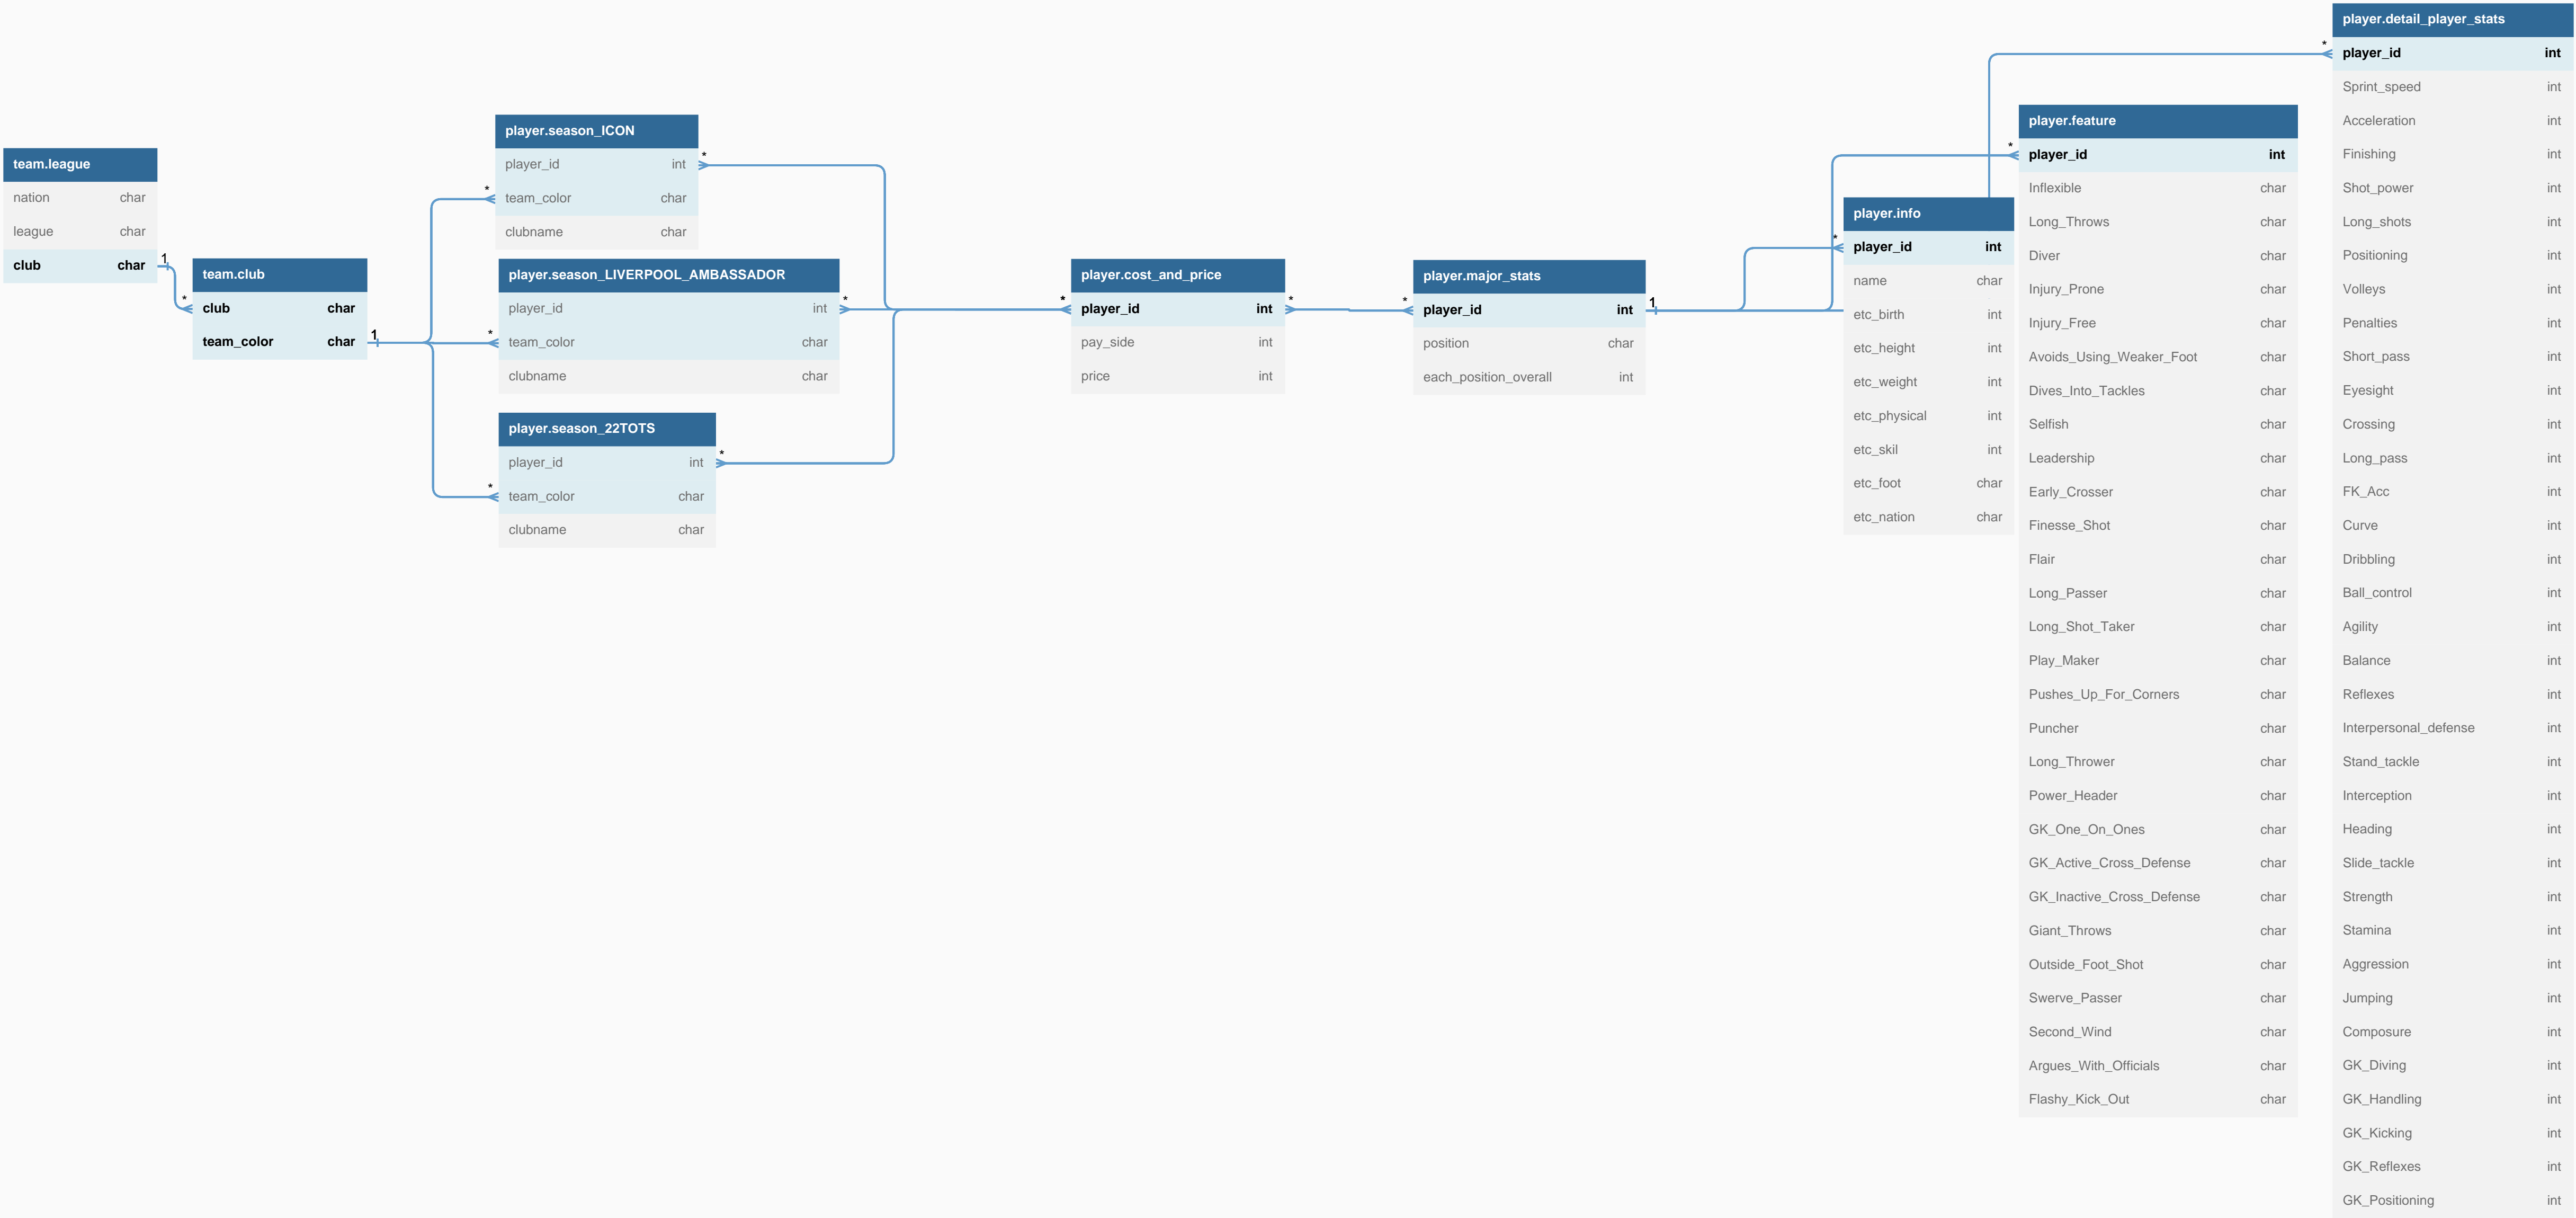 team.league
nation char
league char
club char
1
*
team.club
club char
team_color char
1
*
*
*
player.season_ICON
player_id int
team_color char
clubname char
*
player.season_LIVERPOOL_AMBASSADOR
player_id int
team_color char
clubname char
*
player.season_22TOTS
player_id int
team_color char
clubname char
*
*
player.cost_and_price
player_id int
pay_side int
price int
*
*
player.major_stats
player_id int
position char
each_position_overall int
1
*
player.info
player_id int
name char
etc_birth int
etc_height int
etc_weight int
etc_physical int
etc_skil int
etc_foot char
etc_nation char
*
player.feature
player_id int
Inflexible char
Long_Throws char
Diver char
Injury_Prone char
Injury_Free char
Avoids_Using_Weaker_Foot char
Dives_Into_Tackles char
Selfish char
Leadership char
Early_Crosser char
Finesse_Shot char
Flair char
Long_Passer char
Long_Shot_Taker char
Play_Maker char
Pushes_Up_For_Corners char
Puncher char
Long_Thrower char
Power_Header char
GK_One_On_Ones char
GK_Active_Cross_Defense char
GK_Inactive_Cross_Defense char
Giant_Throws char
Outside_Foot_Shot char
Swerve_Passer char
Second_Wind char
Argues_With_Officials char
Flashy_Kick_Out char
*
player.detail_player_stats
player_id int
Sprint_speed int
Acceleration int
Finishing int
Shot_power int
Long_shots int
Positioning int
Volleys int
Penalties int
Short_pass int
Eyesight int
Crossing int
Long_pass int
FK_Acc int
Curve int
Dribbling int
Ball_control int
Agility int
Balance int
Reflexes int
Interpersonal_defense int
Stand_tackle int
Interception int
Heading int
Slide_tackle int
Strength int
Stamina int
Aggression int
Jumping int
Composure int
GK_Diving int
GK_Handling int
GK_Kicking int
GK_Reflexes int
GK_Positioning int